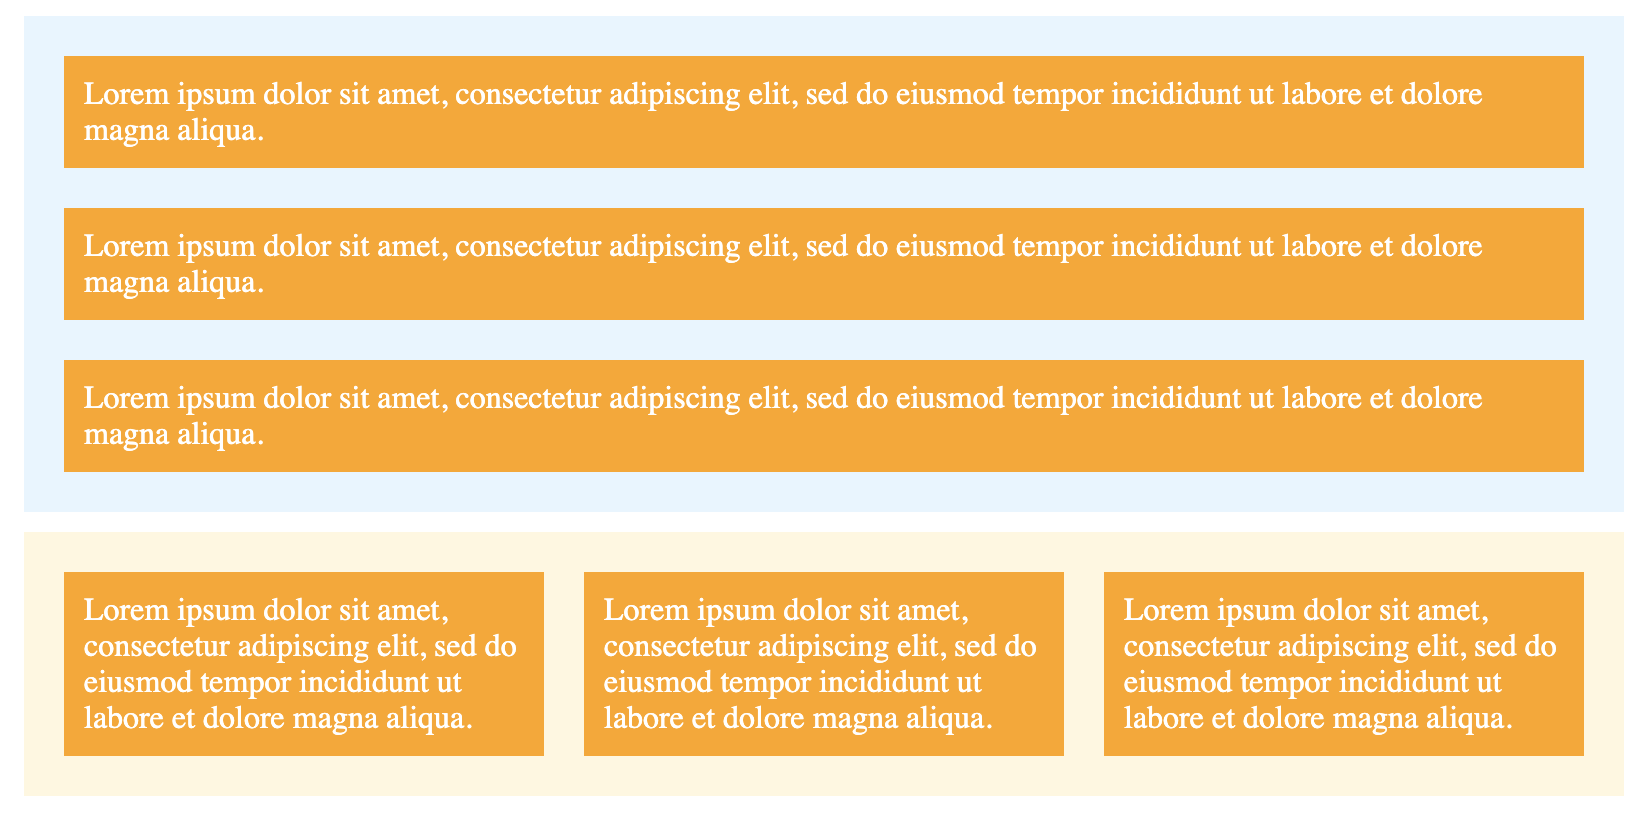 Lorem ipsum dolor sit amet, consectetur adipiscing elit, sed do eiusmod tempor incididunt ut labore et dolore
magna aliqua.
Lorem ipsum dolor sit amet, consectetur adipiscing elit, sed do eiusmod tempor incididunt ut labore et dolore
magna aliqua.
Lorem ipsum dolor sit amet, consectetur adipiscing elit, sed do eiusmod tempor incididunt ut labore et dolore
magna aliqua.
Lorem ipsum dolor sit amet,
consectetur adipiscing elit, sed do
eiusmod tempor incididunt ut
labore et dolore magna aliqua.
Lorem ipsum dolor sit amet,
consectetur adipiscing elit, sed do
eiusmod tempor incididunt ut
labore et dolore magna aliqua.
Lorem ipsum dolor sit amet,
consectetur adipiscing elit, sed do
eiusmod tempor incididunt ut
labore et dolore magna aliqua.